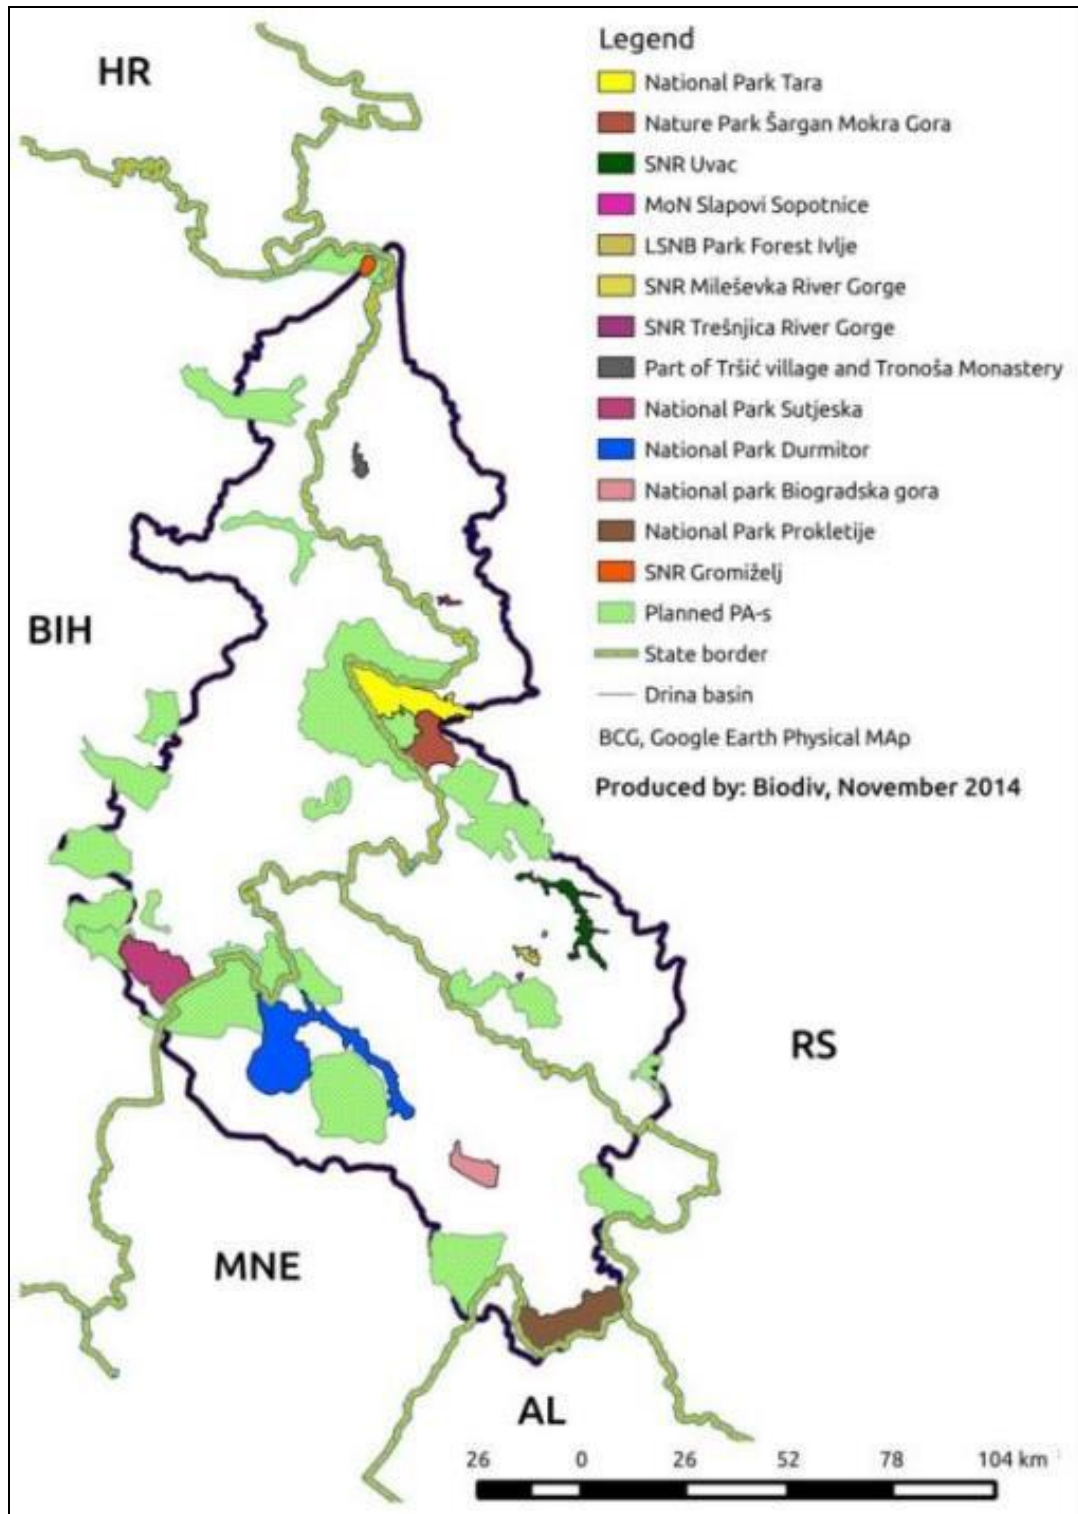 HR
Legend
National Park Tara
Nature Park Šargan Mokra Gora
SNR Uvac
MoN Slapovi Sopotnice
LSNB Park Forest Ivlje
SNR Mileševka River Gorge
SNR Trešnjica River Gorge
Part of Tršić village and Tronoša Monastery
National Park Sutjeska
National Park Durmitor
National park Biogradska gora
National Park Prokletije
SNR Gromiželj
Planned PA-s
State border
Drina basin
BCG, Google Earth Physical MAp
Produced by: Biodiv, November 2014
BIH
RS
MNE
AL
26 0 26 52 78 104 km